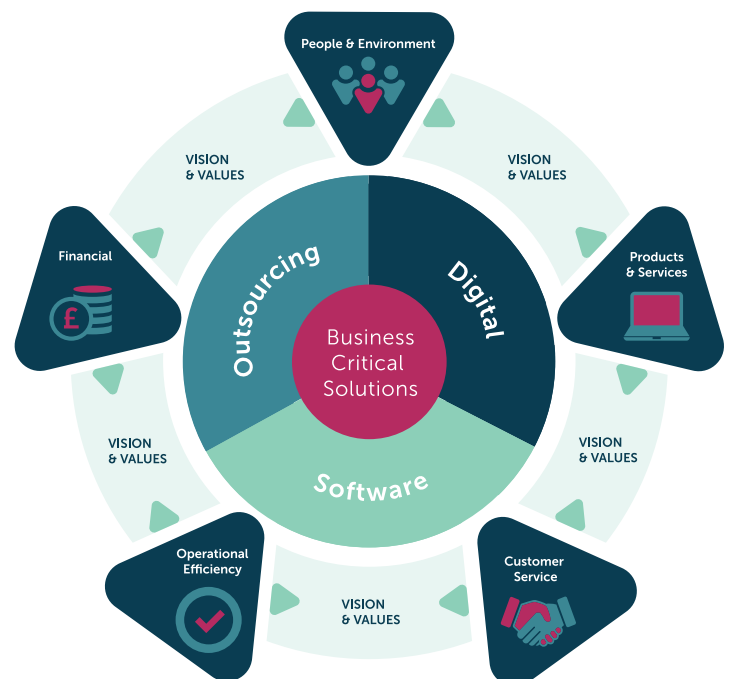 People & Environment
VISION
& VALUES
VISION
& VALUES
Financial
£
Products
& Services
Outsourcing
Digital
Business
Critical
Solutions
VISION
& VALUES
VISION
& VALUES
Software
Operational
Efficiency
Customer
Service
VISION
& VALUES